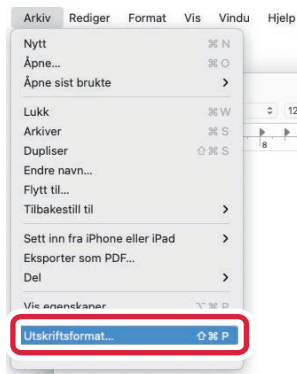 Arkiv Rediger Format Vis Vindu Hjelp
Nytt ⌘ N
Åpne... ⌘ O
Åpne sist brukte >
Lukk ⌘ W
Arkiver ⌘ S
Dupliser ⇧ ⌘ S
Endre navn...
Flytt til...
Tilbakestill til >
Sett inn fra iPhone eller iPad >
Eksporter som PDF...
Del >
Vis egenskaper ⌥ ⌘ P
Utskriftsformat... ⇧ ⌘ P
12
8